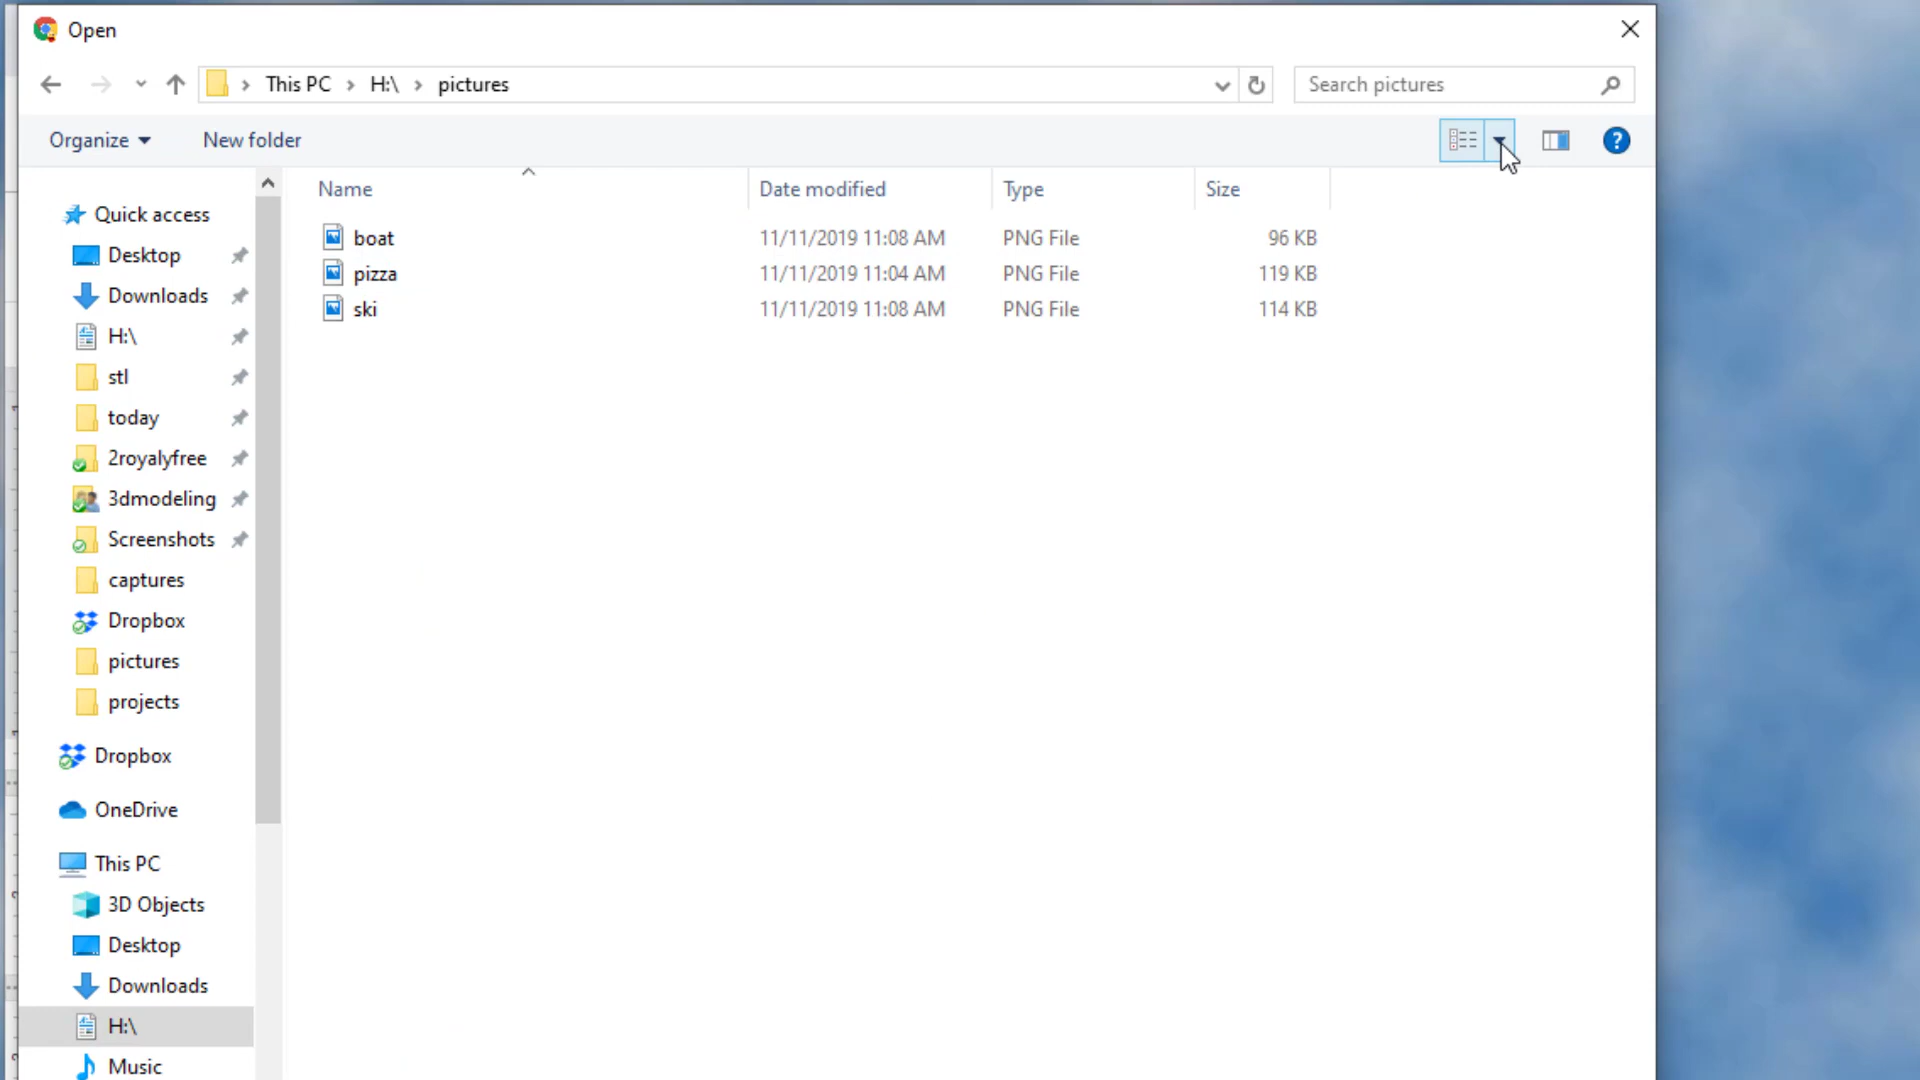 Open
This PC > H:\ > pictures
Search pictures
Organize
New folder
?
Name Date modified Type Size
boat 11/11/2019 11:08 AM PNG File 96 KB
pizza 11/11/2019 11:04 AM PNG File 119 KB
ski 11/11/2019 11:08 AM PNG File 114 KB
Quick access
Desktop
Downloads
H:\
stl
today
2royalyfree
3dmodeling
Screenshots
captures
Dropbox
pictures
projects
Dropbox
OneDrive
This PC
3D Objects
Desktop
Downloads
H:\
Music